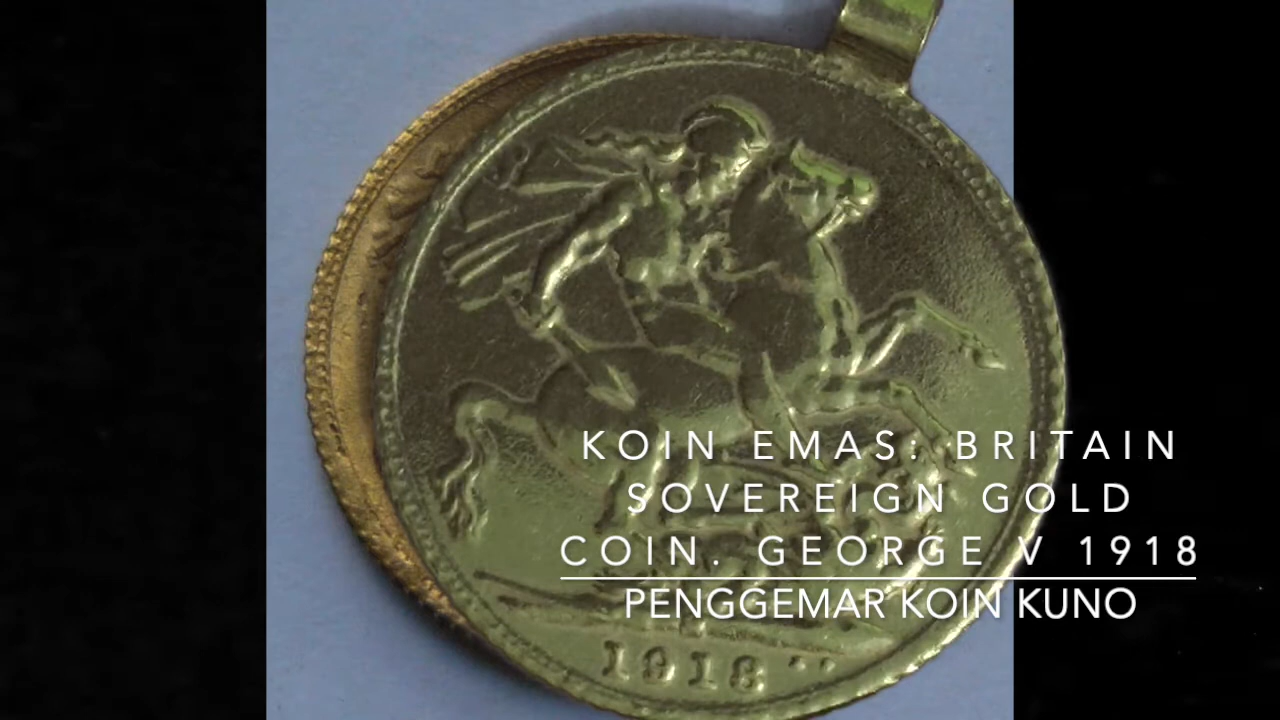 KOIN EMAS: BRITAIN
SOVEREIGN GOLD
COIN. GEORGE V 1918
PENGGEMAR KOIN KUNO
1918